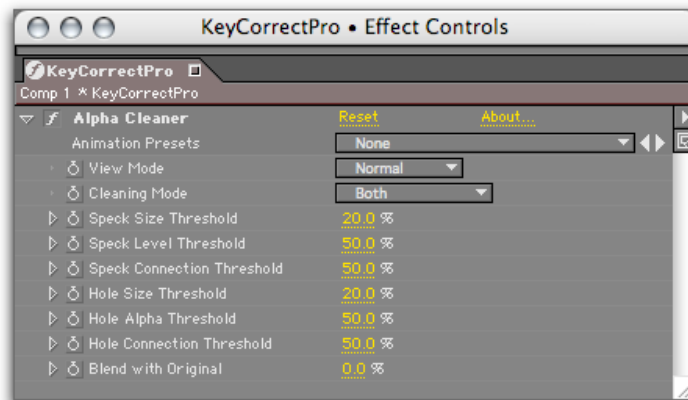 KeyCorrectPro • Effect Controls
KeyCorrectPro
Comp 1 * KeyCorrectPro
Alpha Cleaner Reset About...
Animation Presets None
View Mode Normal
Cleaning Mode Both
Speck Size Threshold 20.0 %
Speck Level Threshold 50.0 %
Speck Connection Threshold 50.0 %
Hole Size Threshold 20.0 %
Hole Alpha Threshold 50.0 %
Hole Connection Threshold 50.0 %
Blend with Original 0.0 %